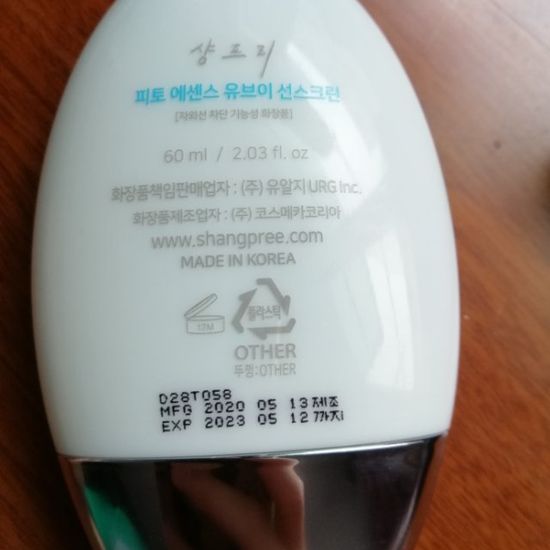 샹프리
피토 에센스 유브이 선스크린
[자외선 차단 기능성 화장품]
60 ml / 2.03 fl. oz
화장품책임판매업자 : (주) 유알지 URG Inc.
화장품제조업자 : (주) 코스메카코리아
www.shangpree.com
MADE IN KOREA
12M
플라스틱
OTHER
뚜껑:OTHER
D28T058
MFG 2020 05 13 제조
EXP 2023 05 12 까지